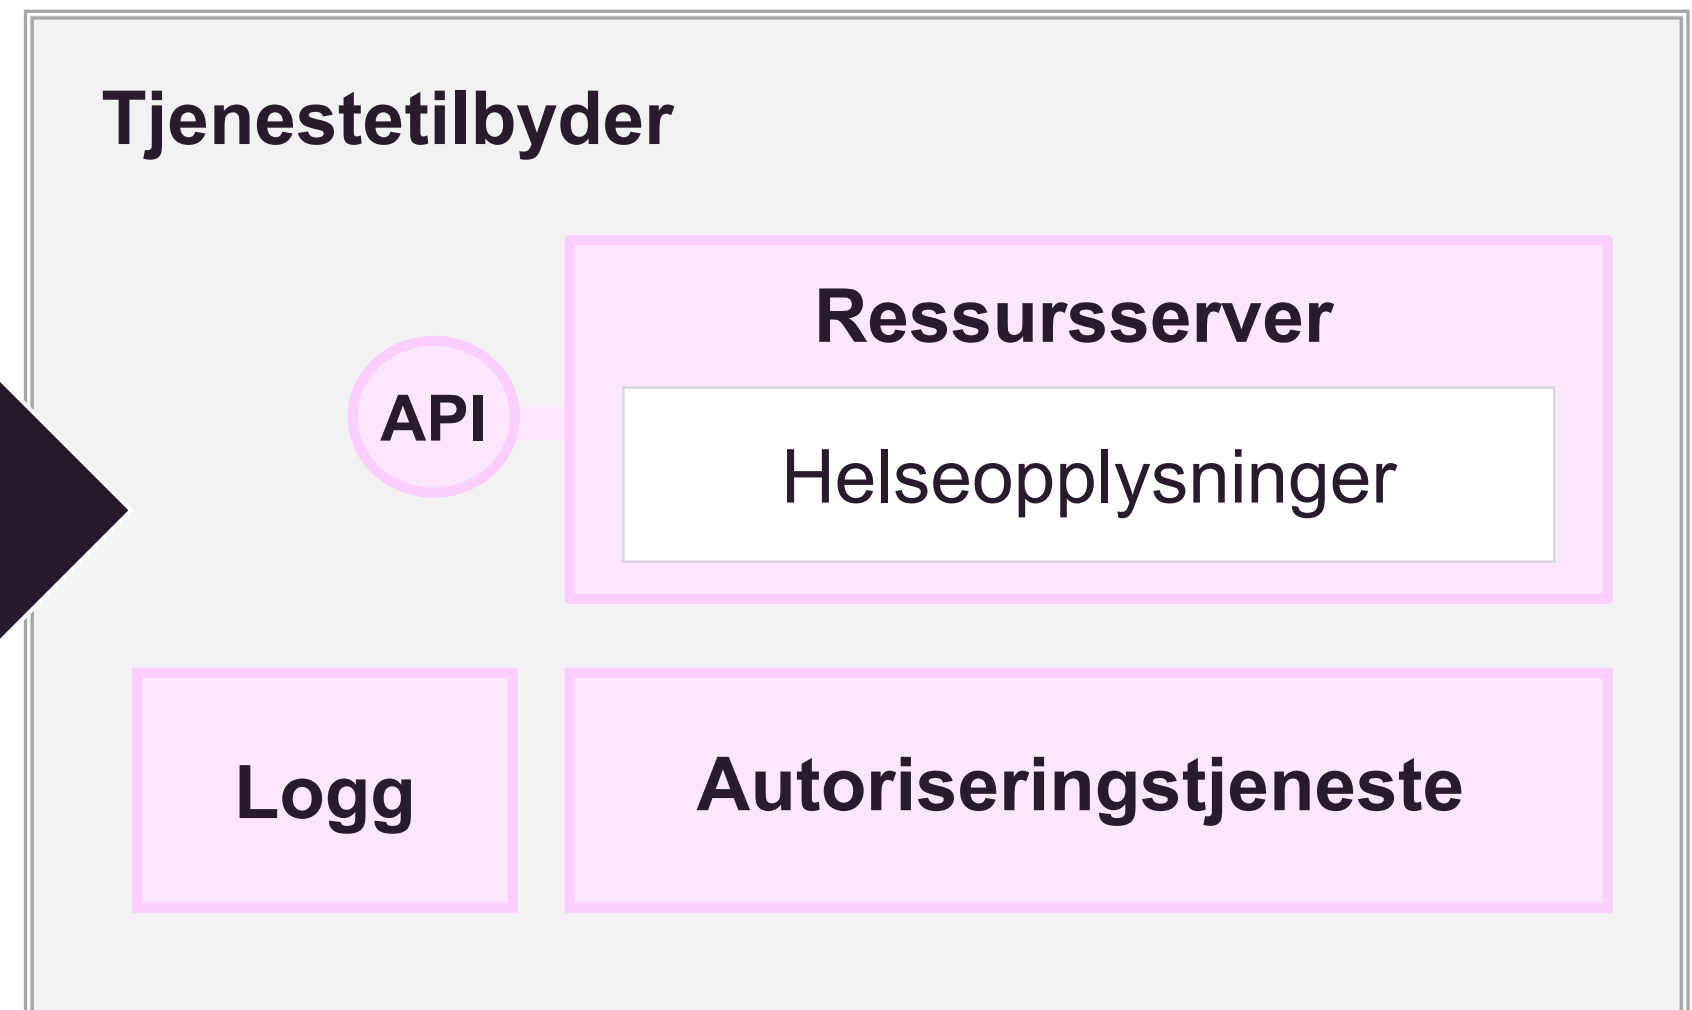 Tjenestetilbyder
Ressursserver
API
Helseopplysninger
Logg
Autoriseringstjeneste